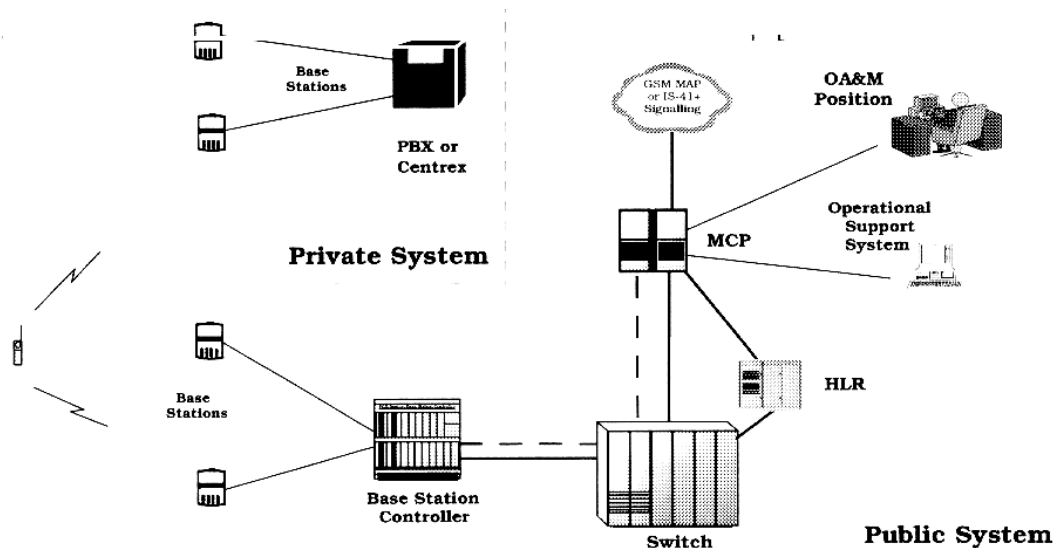 Base
Stations
PBX or
Centrex
Private System
GSM MAP
or IS-41+
Signalling
OA&M
Position
MCP
Operational
Support
System
Base
Stations
HLR
Base Station
Controller
Switch
Public System